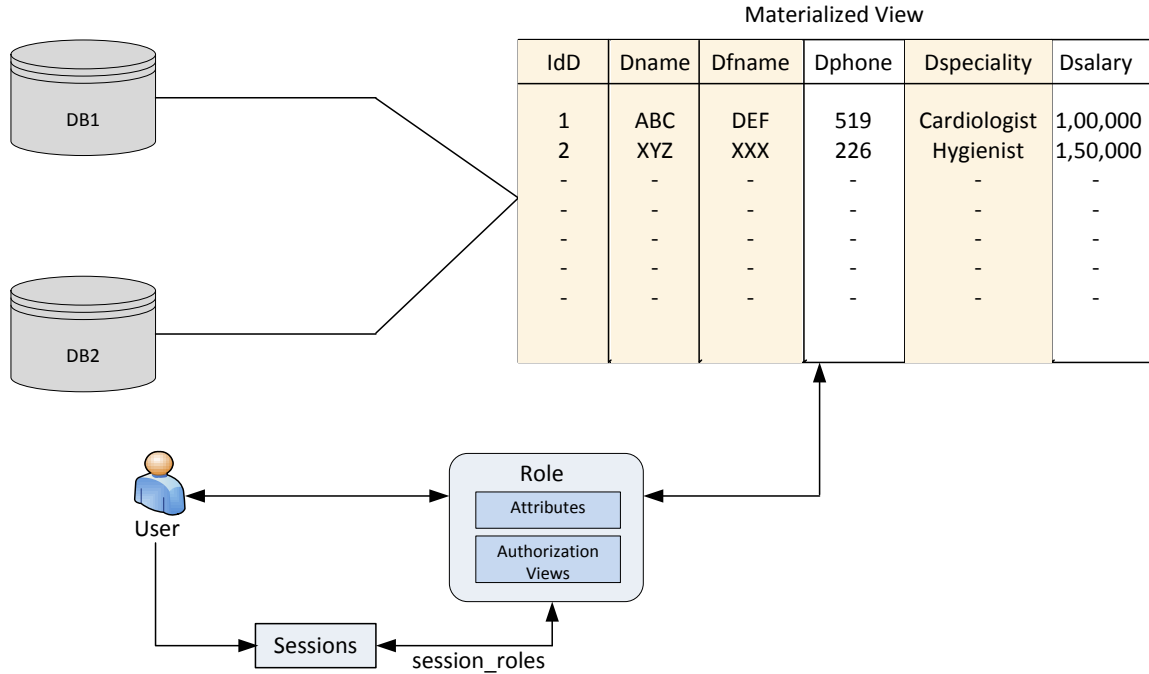 Materialized View
IdD Dname Dfname Dphone Dspeciality Dsalary
1 ABC DEF 519 Cardiologist 1,00,000
2 XYZ XXX 226 Hygienist 1,50,000
- - - - - -
- - - - - -
- - - - - -
- - - - - -
- - - - - -
DB1
DB2
User
Role
Attributes
Authorization
Views
Sessions
session_roles